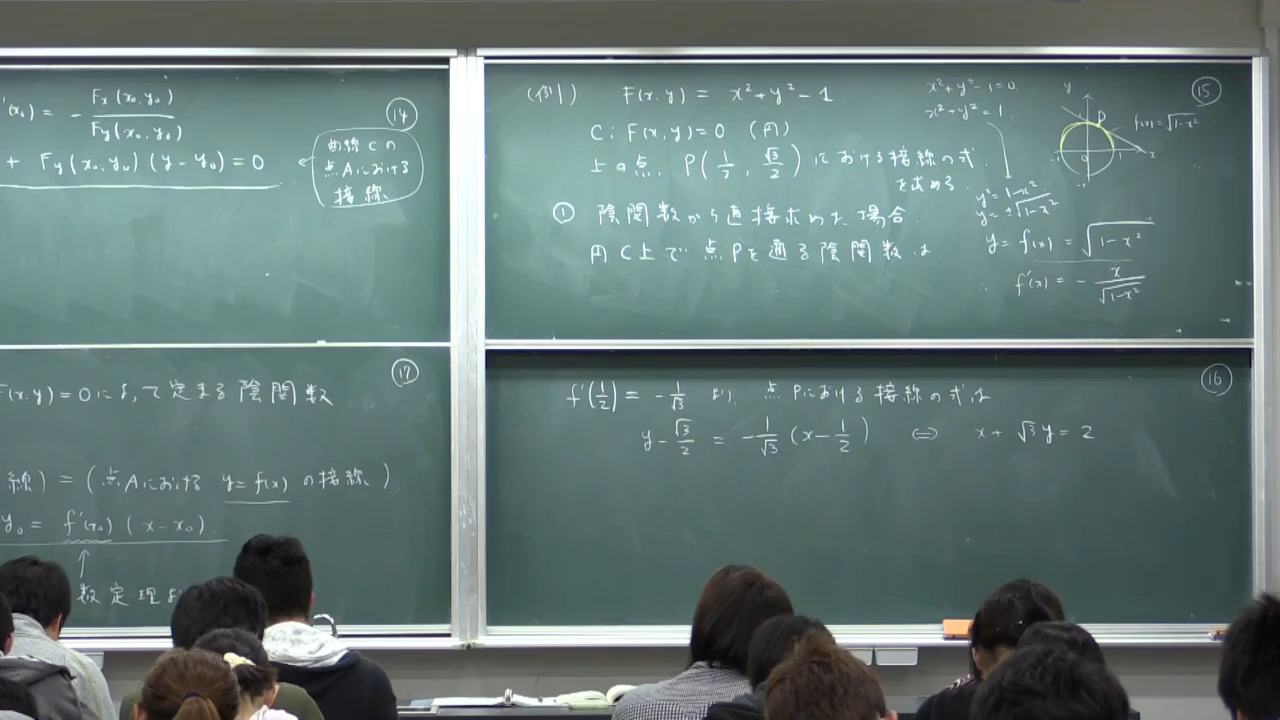 '(x₀) = - Fx(x₀, y₀) / Fy(x₀, y₀)
⑭
+ Fy(x₀, y₀)(y - y₀) = 0
曲線Cの
点Aにおける
接線
F(x, y) = 0によって定まる陰関数
⑰
線) = (点Aにおける y = f(x) の接線)
y₀ = f'(x₀)(x - x₀).
↑
数定理よ
(例1) F(x, y) = x² + y² - 1
C: F(x, y) = 0. (円)
上の点 P(1/2, √3/2) における接線の式
を求める.
① 陰関数から直接求めた場合.
円C上で点Pを通る陰関数は
x² + y² - 1 = 0
x² + y² = 1
y² = 1 - x²
y = ±√(1-x²)
y = f(x) = √(1-x²)
∴ f'(x) = - x/√(1-x²)
⑮
y
P
f(x) = √(1-x²)
-1 0 1 x
-1
⑯
f'(1/2) = - 1/√3 より. 点Pにおける接線の式は
y - √3/2 = - 1/√3 (x - 1/2) ⇔ x + √3 y = 2